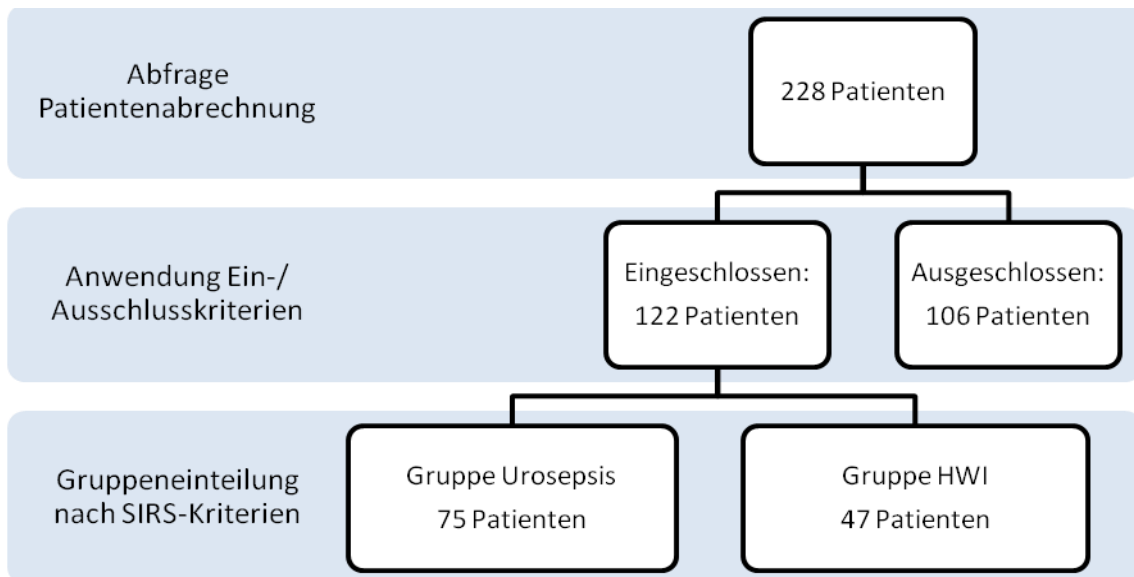 Abfrage
Patientenabrechnung
228 Patienten
Anwendung Ein-/
Ausschlusskriterien
Eingeschlossen:
122 Patienten
Ausgeschlossen:
106 Patienten
Gruppeneinteilung
nach SIRS-Kriterien
Gruppe Urosepsis
75 Patienten
Gruppe HWI
47 Patienten